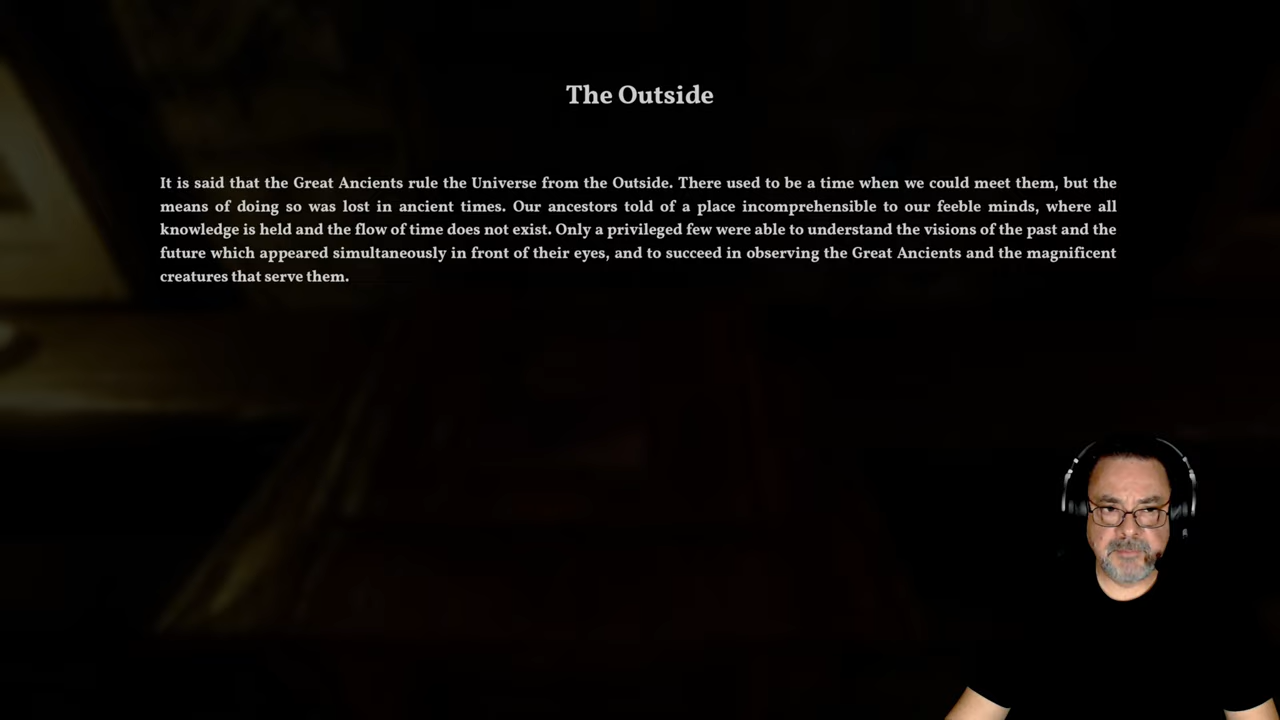 The Outside
It is said that the Great Ancients rule the Universe from the Outside. There used to be a time when we could meet them, but the
means of doing so was lost in ancient times. Our ancestors told of a place incomprehensible to our feeble minds, where all
knowledge is held and the flow of time does not exist. Only a privileged few were able to understand the visions of the past and the
future which appeared simultaneously in front of their eyes, and to succeed in observing the Great Ancients and the magnificent
creatures that serve them.